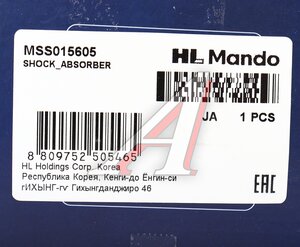 MSS015605
SHOCK_ABSORBER
HL Mando
JA 1 PCS
8 809752 505465
HL Holdings Corp. Korea
Республика Корея, Кенги-до Енгин-си
гИХЫНГ-гу Гихынгданджиро 46
EAC